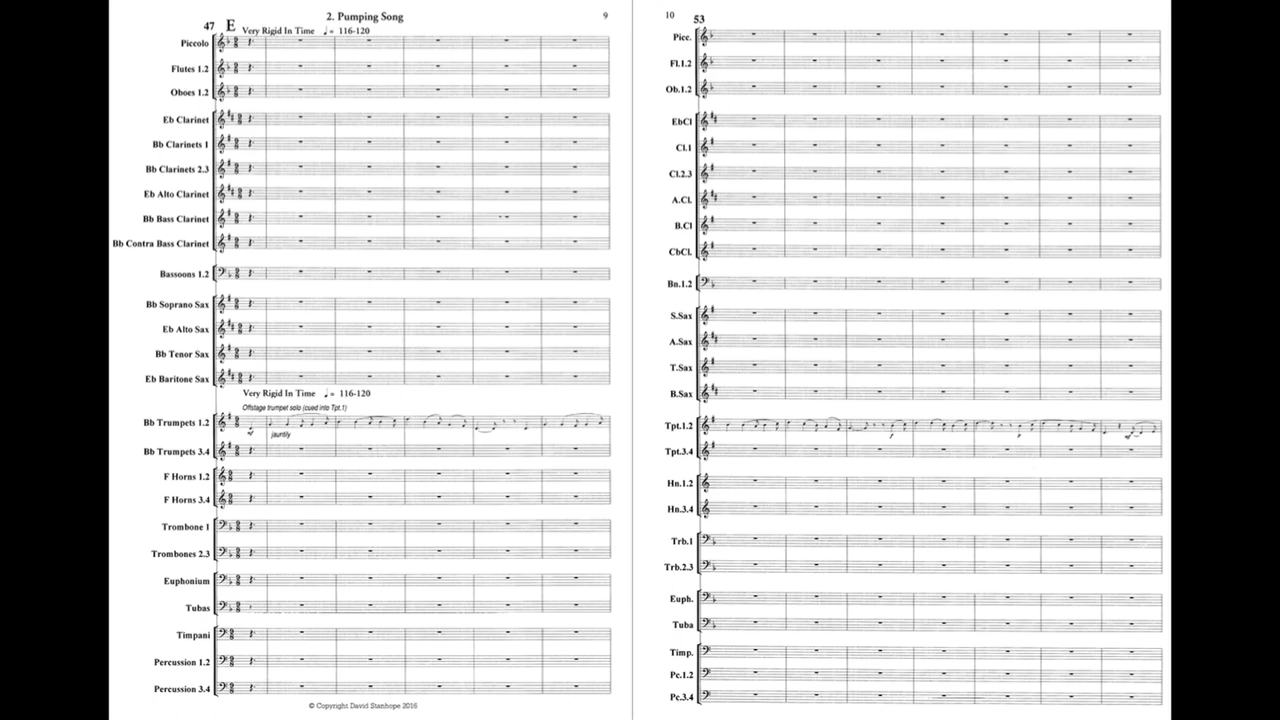 2. Pumping Song
9
47
E
Very Rigid In Time ♩= 116-120
Piccolo
Flutes 1.2
Oboes 1.2
Eb Clarinet
Bb Clarinets 1
Bb Clarinets 2.3
Eb Alto Clarinet
Bb Bass Clarinet
Bb Contra Bass Clarinet
Bassoons 1.2
Bb Soprano Sax
Eb Alto Sax
Bb Tenor Sax
Eb Baritone Sax
Very Rigid In Time ♩= 116-120
Offstage trumpet solo (cued into Tpt.1)
Bb Trumpets 1.2
mf
jauntily
Bb Trumpets 3.4
F Horns 1.2
F Horns 3.4
Trombone 1
Trombones 2.3
Euphonium
Tubas
Timpani
Percussion 1.2
Percussion 3.4
© Copyright David Stanhope 2016
10
53
Picc.
Fl.1.2
Ob.1.2
EbCl
Cl.1
Cl.2.3
A.Cl.
B.Cl
CbCl.
Bn.1.2
S.Sax
A.Sax
T.Sax
B.Sax
Tpt.1.2
f
p
mf
Tpt.3.4
Hn.1.2
Hn.3.4
Trb.1
Trb.2.3
Euph.
Tuba
Timp.
Pc.1.2
Pc.3.4